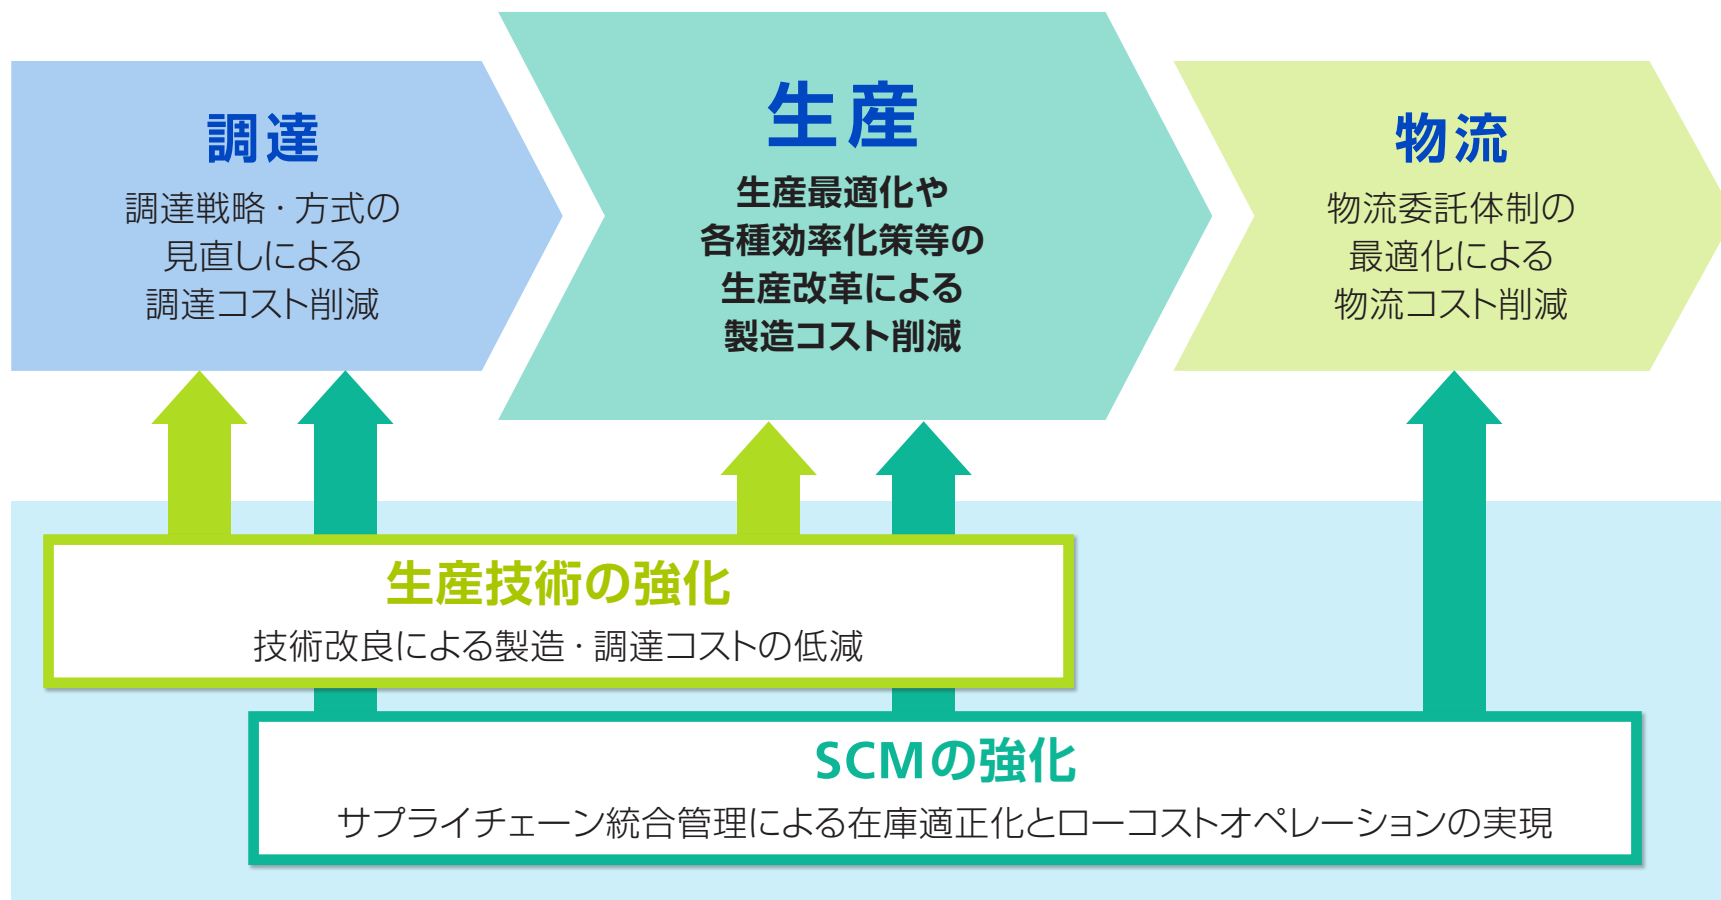 調達
調達戦略・方式の
見直しによる
調達コスト削減
生産
生産最適化や
各種効率化策等の
生産改革による
製造コスト削減
物流
物流委託体制の
最適化による
物流コスト削減
生産技術の強化
技術改良による製造・調達コストの低減
SCMの強化
サプライチェーン統合管理による在庫適正化とローコストオペレーションの実現